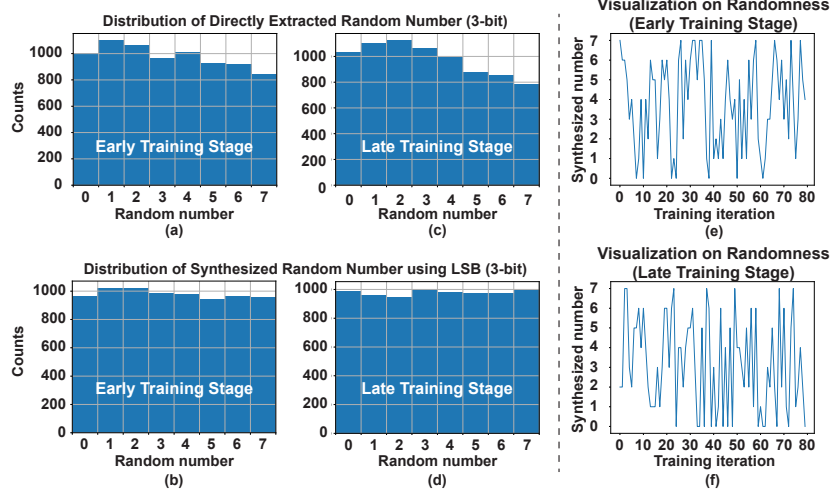 Distribution of Directly Extracted Random Number (3-bit)
Counts
1000
800
600
400
200
0
Early Training Stage
0 1 2 3 4 5 6 7
Random number
(a)
1000
800
600
400
200
0
Late Training Stage
0 1 2 3 4 5 6 7
Random number
(c)
Visualization on Randomness
(Early Training Stage)
Synthesized number
7
6
5
4
3
2
1
0
0 10 20 30 40 50 60 70 80
Training iteration
(e)
Distribution of Synthesized Random Number using LSB (3-bit)
Counts
1000
800
600
400
200
0
Early Training Stage
0 1 2 3 4 5 6 7
Random number
(b)
1000
800
600
400
200
0
Late Training Stage
0 1 2 3 4 5 6 7
Random number
(d)
Visualization on Randomness
(Late Training Stage)
Synthesized number
7
6
5
4
3
2
1
0
0 10 20 30 40 50 60 70 80
Training iteration
(f)